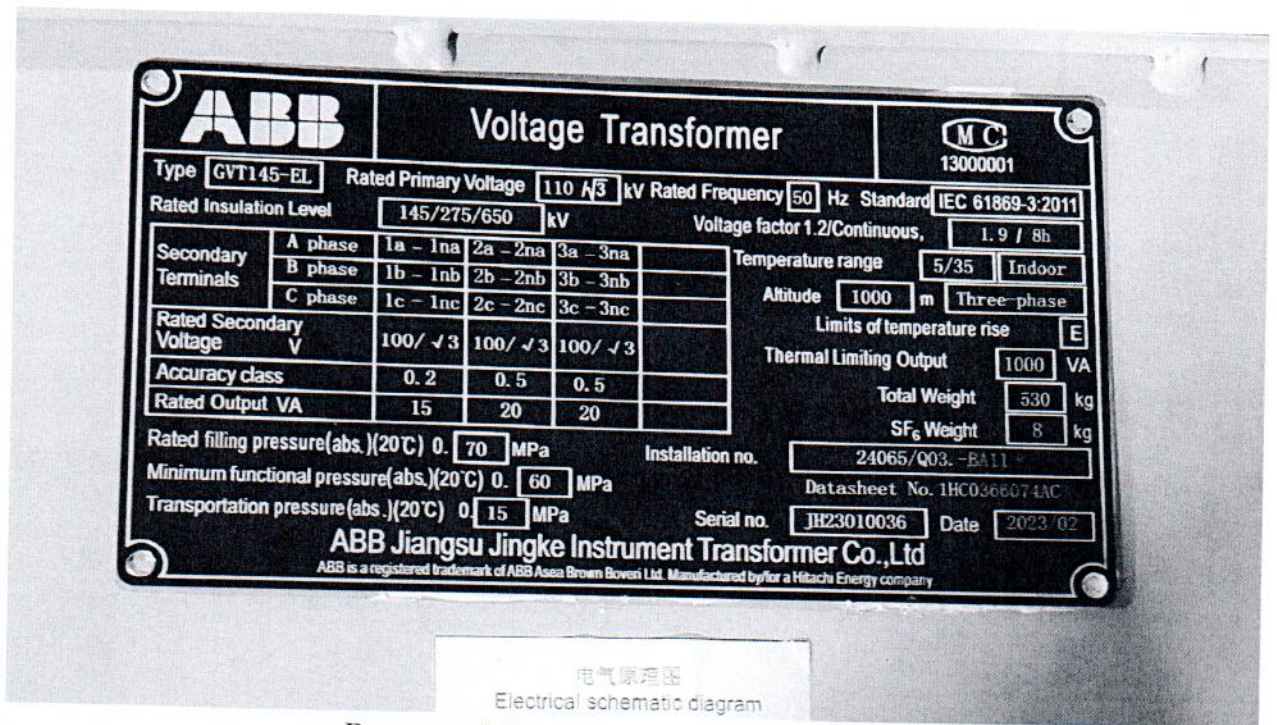 ABB Voltage Transformer MC
13000001
Type GVT145-EL Rated Primary Voltage 110/√3 kV Rated Frequency 50 Hz Standard IEC 61869-3:2011
Rated Insulation Level 145/275/650 kV Voltage factor 1.2/Continuous, 1.9 / 8h
Secondary Terminals A phase 1a - 1na 2a - 2na 3a - 3na
B phase 1b - 1nb 2b - 2nb 3b - 3nb
C phase 1c - 1nc 2c - 2nc 3c - 3nc
Rated Secondary Voltage V 100/√3 100/√3 100/√3
Accuracy class 0.2 0.5 0.5
Rated Output VA 15 20 20
Temperature range 5/35 Indoor
Altitude 1000 m Three-phase
Limits of temperature rise E
Thermal Limiting Output 1000 VA
Total Weight 530 kg
SF₆ Weight 8 kg
Rated filling pressure(abs.)(20℃) 0. 70 MPa
Minimum functional pressure(abs.)(20℃) 0. 60 MPa
Transportation pressure(abs.)(20℃) 0. 15 MPa
Installation no. 24065/Q03.-BAI1
Datasheet No. 1HC0366074AC
Serial no. JH23010036 Date 2023/02
ABB Jiangsu Jingke Instrument Transformer Co.,Ltd
ABB is a registered trademark of ABB Asea Brown Boveri Ltd. Manufactured by/for a Hitachi Energy company
电气原理图
Electrical schematic diagram